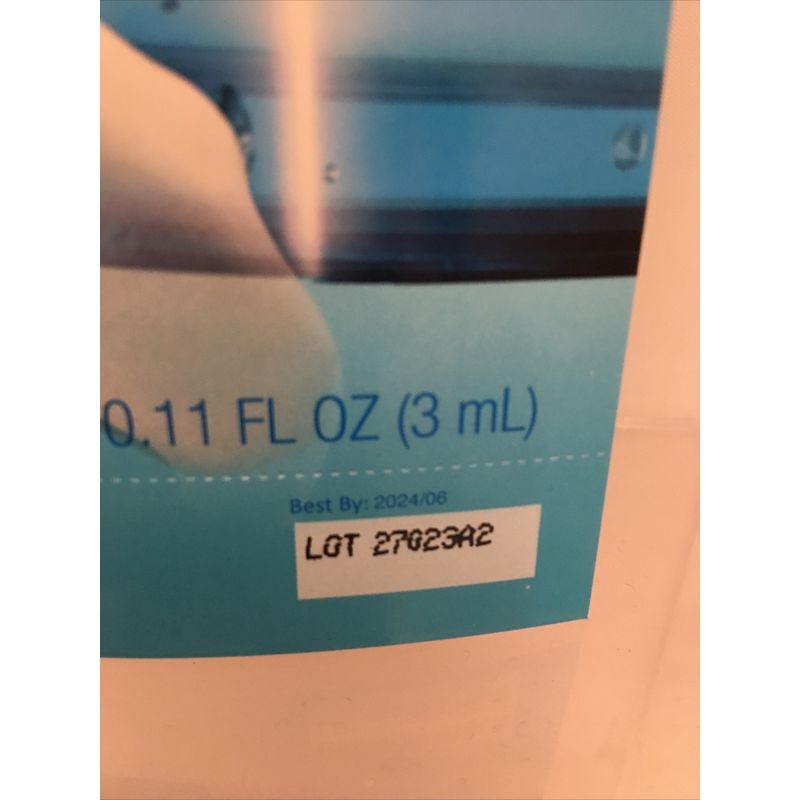 0.11 FL OZ (3 mL)
Best By: 2024/06
LOT 27023A2